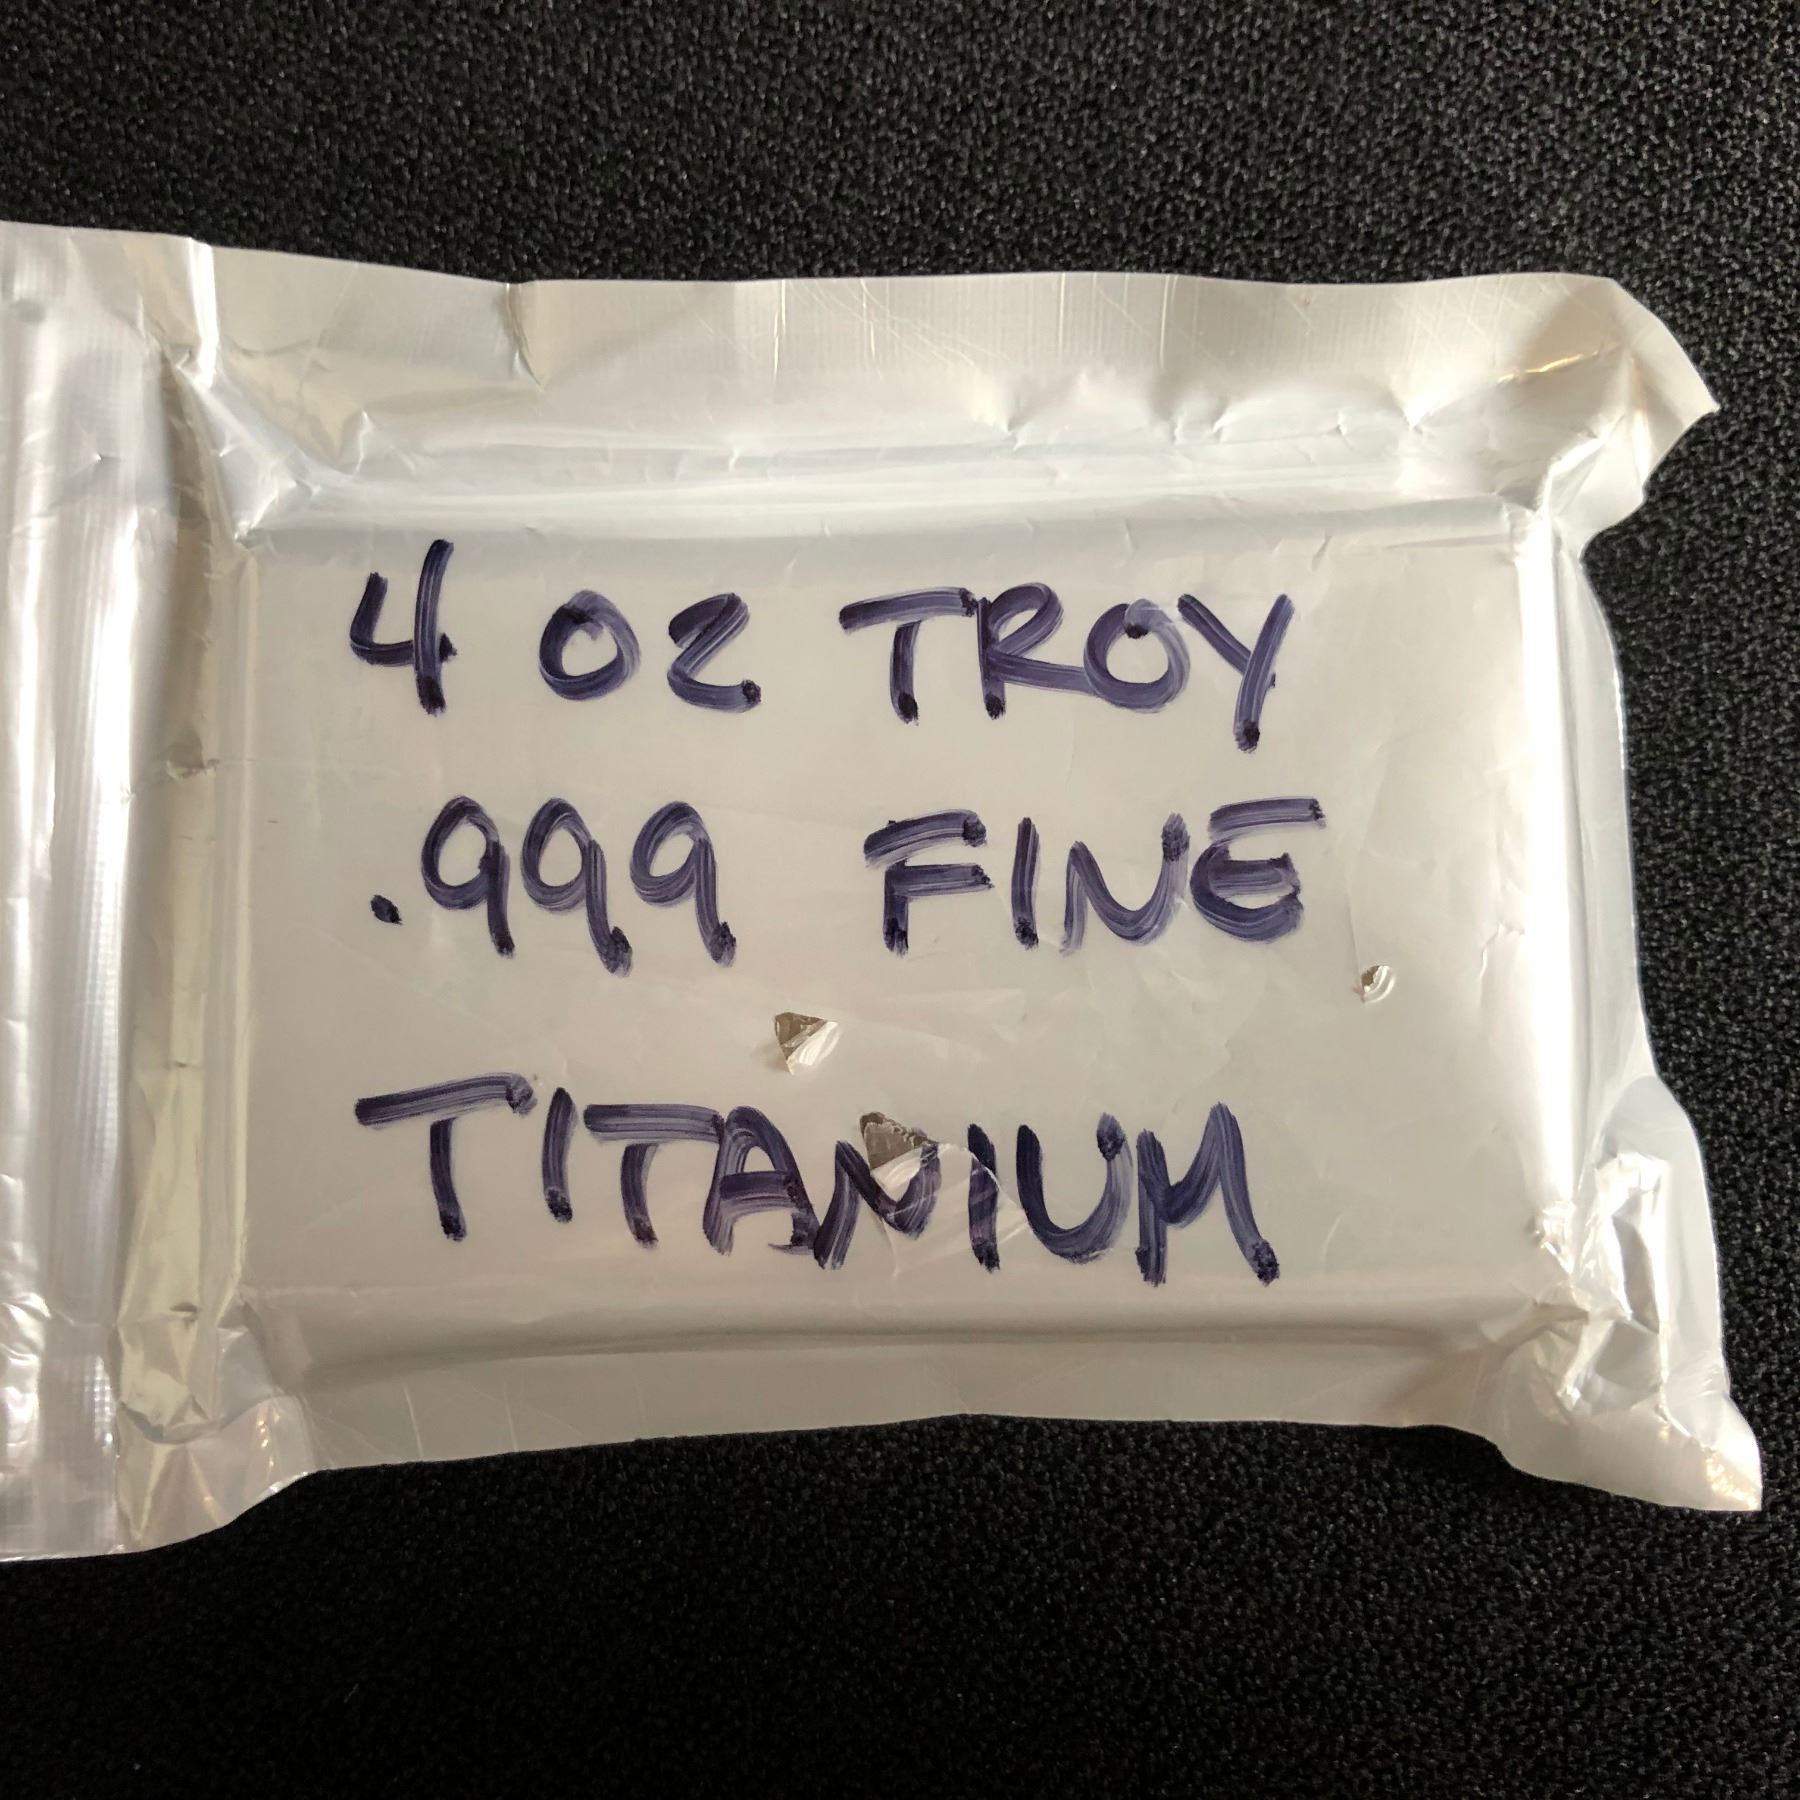 4 OZ TROY
.999 FINE
TITANIUM